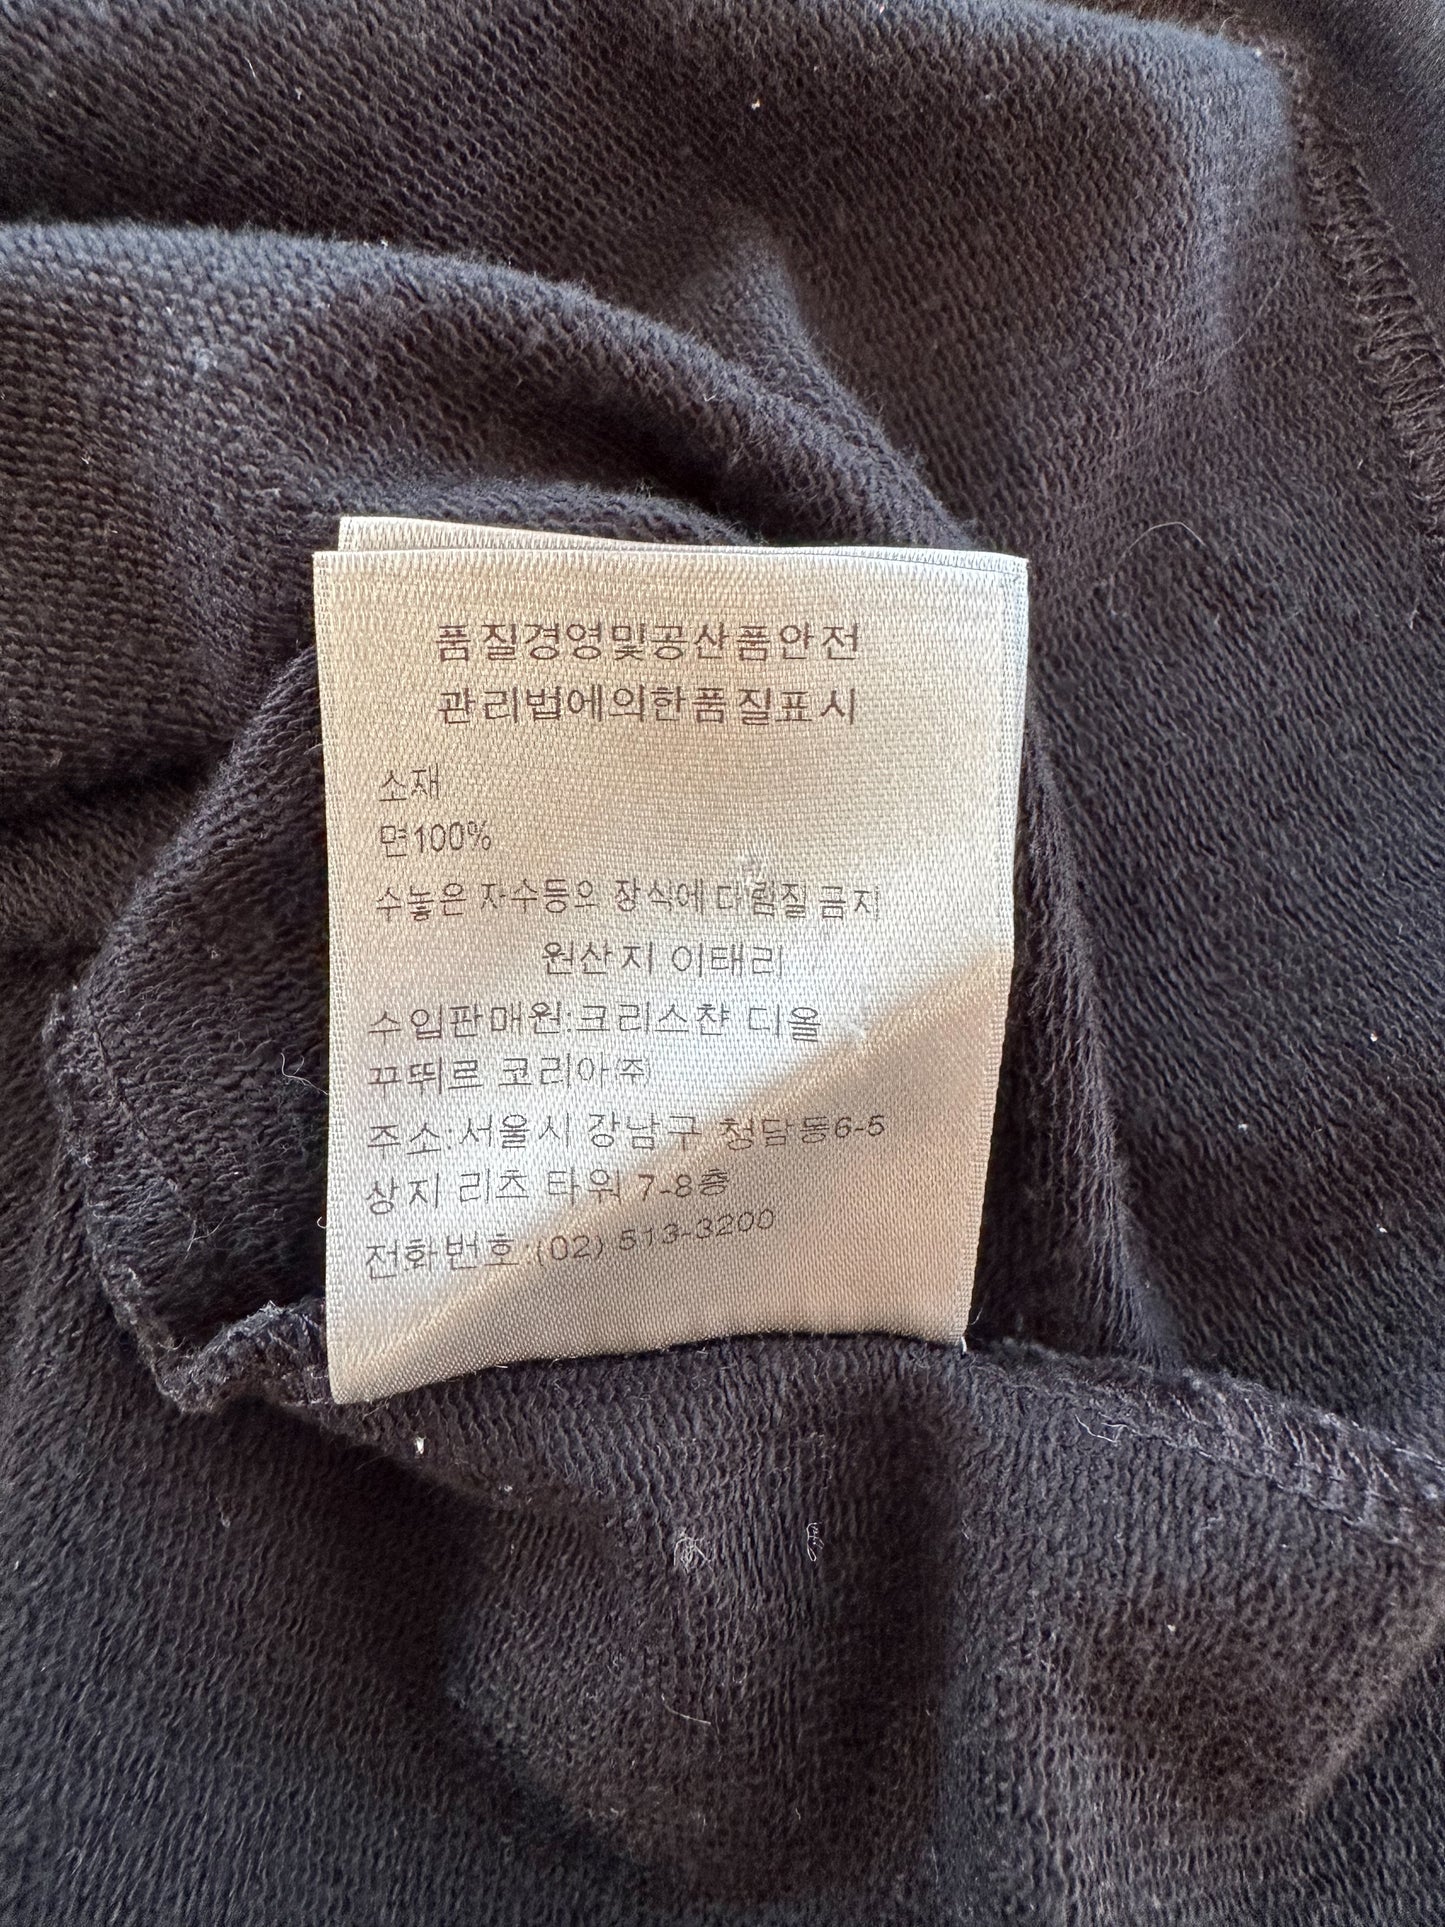 품질경영및공산품안전
관리법에의한품질표시
소재
면100%
수놓은 자수등의 장식에 다림질 금지
원산지 이태리
수입판매원:크리스챤 디올
꾸뛰르 코리아(주)
주소:서울시 강남구 청담동6-5
상지 리츠 타워 7-8층
전화번호:(02) 513-3200